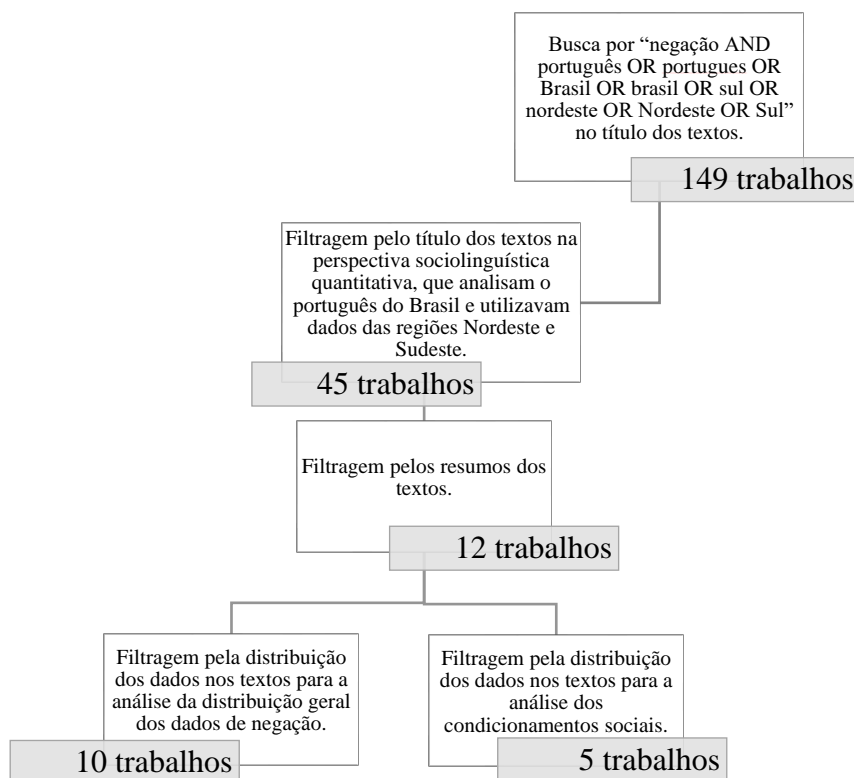 Busca por “negação AND
português OR portugues OR
Brasil OR brasil OR sul OR
nordeste OR Nordeste OR Sul”
no título dos textos.
149 trabalhos
Filtragem pelo título dos textos na
perspectiva sociolinguística
quantitativa, que analisam o
português do Brasil e utilizavam
dados das regiões Nordeste e
Sudeste.
45 trabalhos
Filtragem pelos resumos dos
textos.
12 trabalhos
Filtragem pela distribuição
dos dados nos textos para a
análise da distribuição geral
dos dados de negação.
10 trabalhos
Filtragem pela distribuição
dos dados nos textos para a
análise dos
condicionamentos sociais.
5 trabalhos